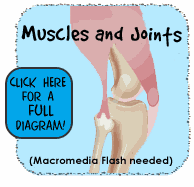 Muscles and Joints
CLICK HERE
FOR A
FULL
DIAGRAM!
(Macromedia Flash needed)